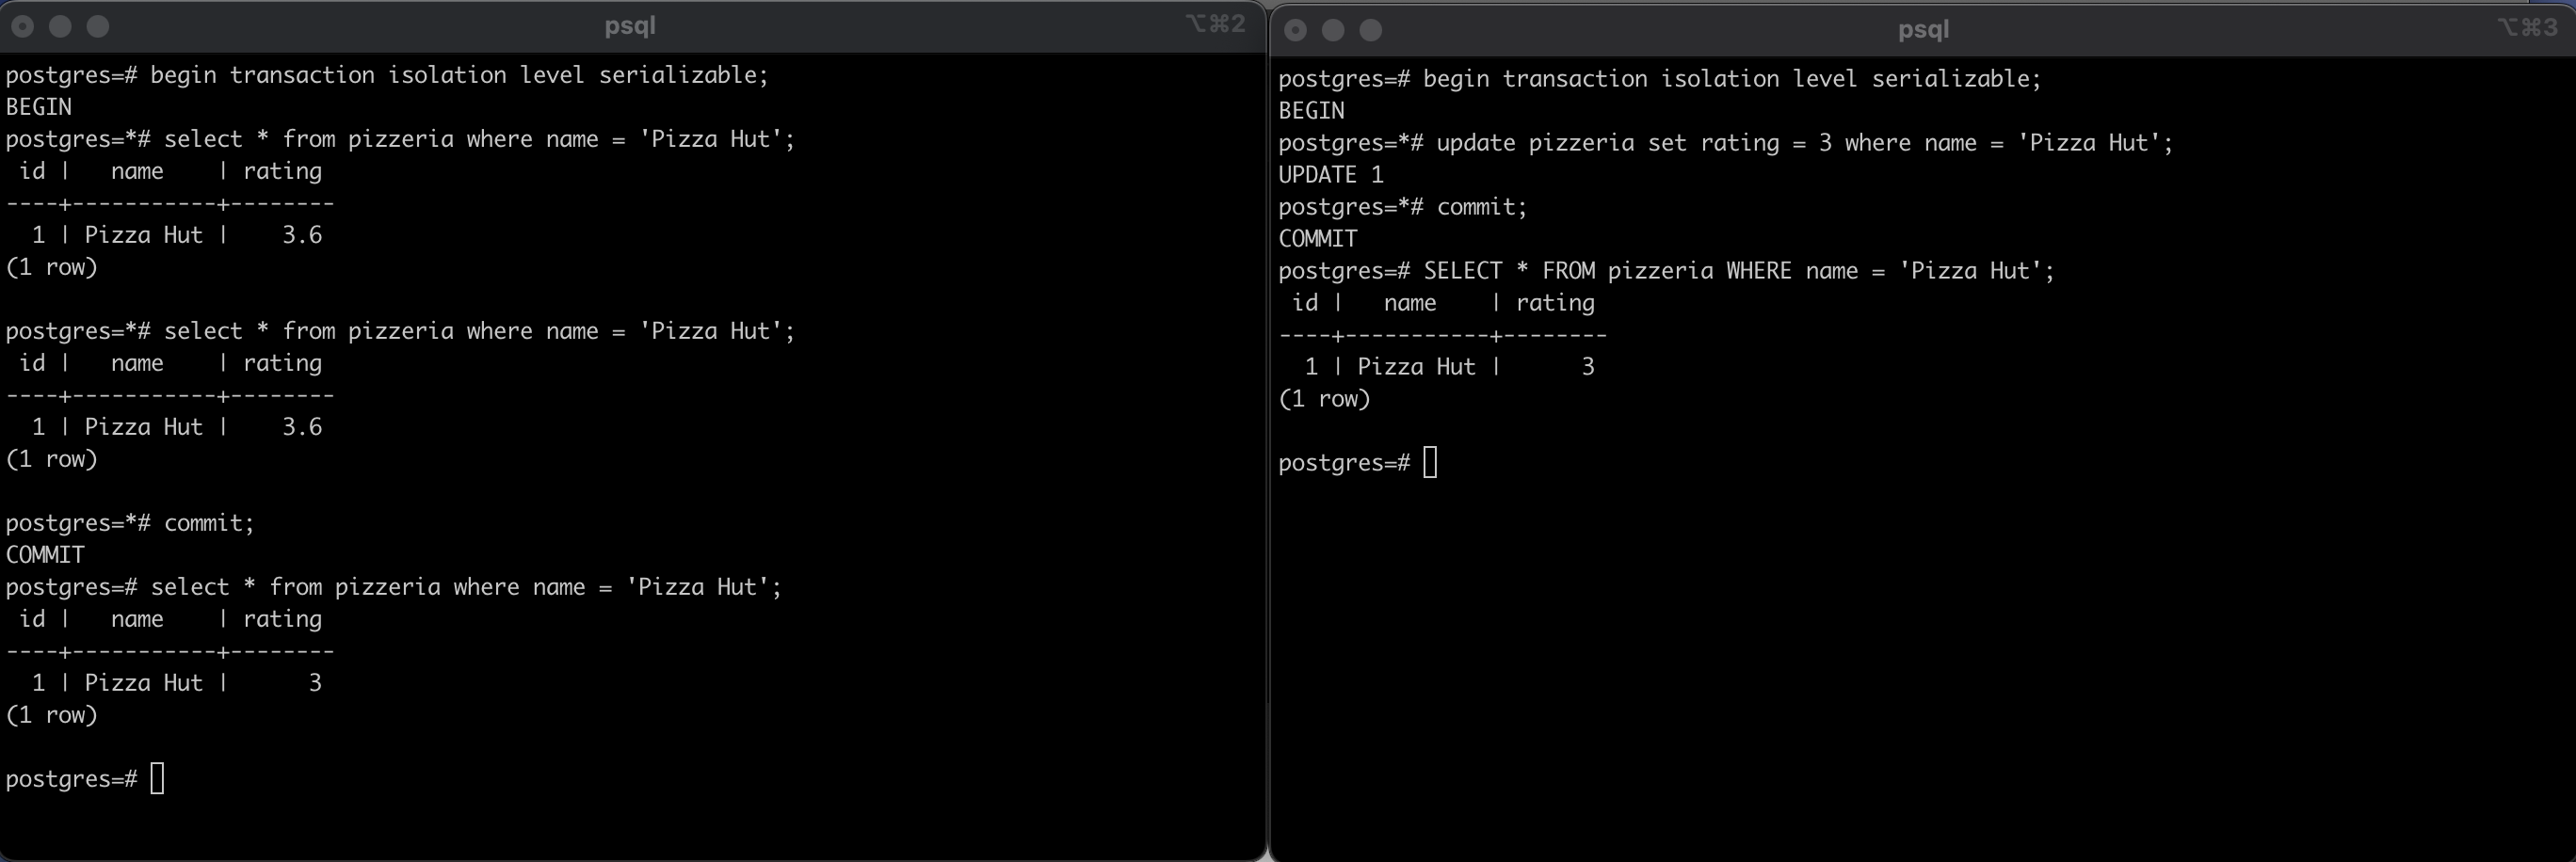 psql
⌥⌘2
postgres=# begin transaction isolation level serializable;
BEGIN
postgres=*# select * from pizzeria where name = 'Pizza Hut';
 id |   name    | rating
----+-----------+--------
  1 | Pizza Hut |    3.6
(1 row)
postgres=*# select * from pizzeria where name = 'Pizza Hut';
 id |   name    | rating
----+-----------+--------
  1 | Pizza Hut |    3.6
(1 row)
postgres=*# commit;
COMMIT
postgres=# select * from pizzeria where name = 'Pizza Hut';
 id |   name    | rating
----+-----------+--------
  1 | Pizza Hut |      3
(1 row)
postgres=#
psql
⌥⌘3
postgres=# begin transaction isolation level serializable;
BEGIN
postgres=*# update pizzeria set rating = 3 where name = 'Pizza Hut';
UPDATE 1
postgres=*# commit;
COMMIT
postgres=# SELECT * FROM pizzeria WHERE name = 'Pizza Hut';
 id |   name    | rating
----+-----------+--------
  1 | Pizza Hut |      3
(1 row)
postgres=#